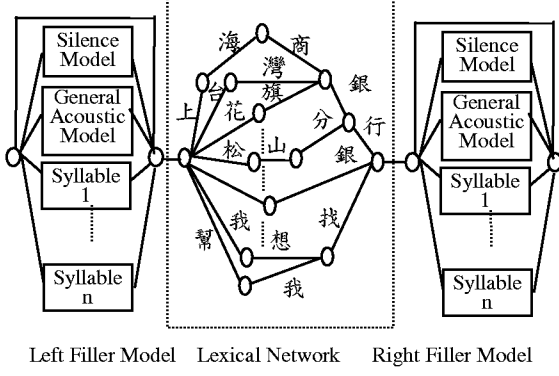 Silence
Model
General
Acoustic
Model
Syllable
1
Syllable
n
海 商
灣
台 旗 銀
上 花 分 行
松 山 銀
我 找
幫 想
我
Silence
Model
General
Acoustic
Model
Syllable
1
Syllable
n
Left Filler Model Lexical Network Right Filler Model